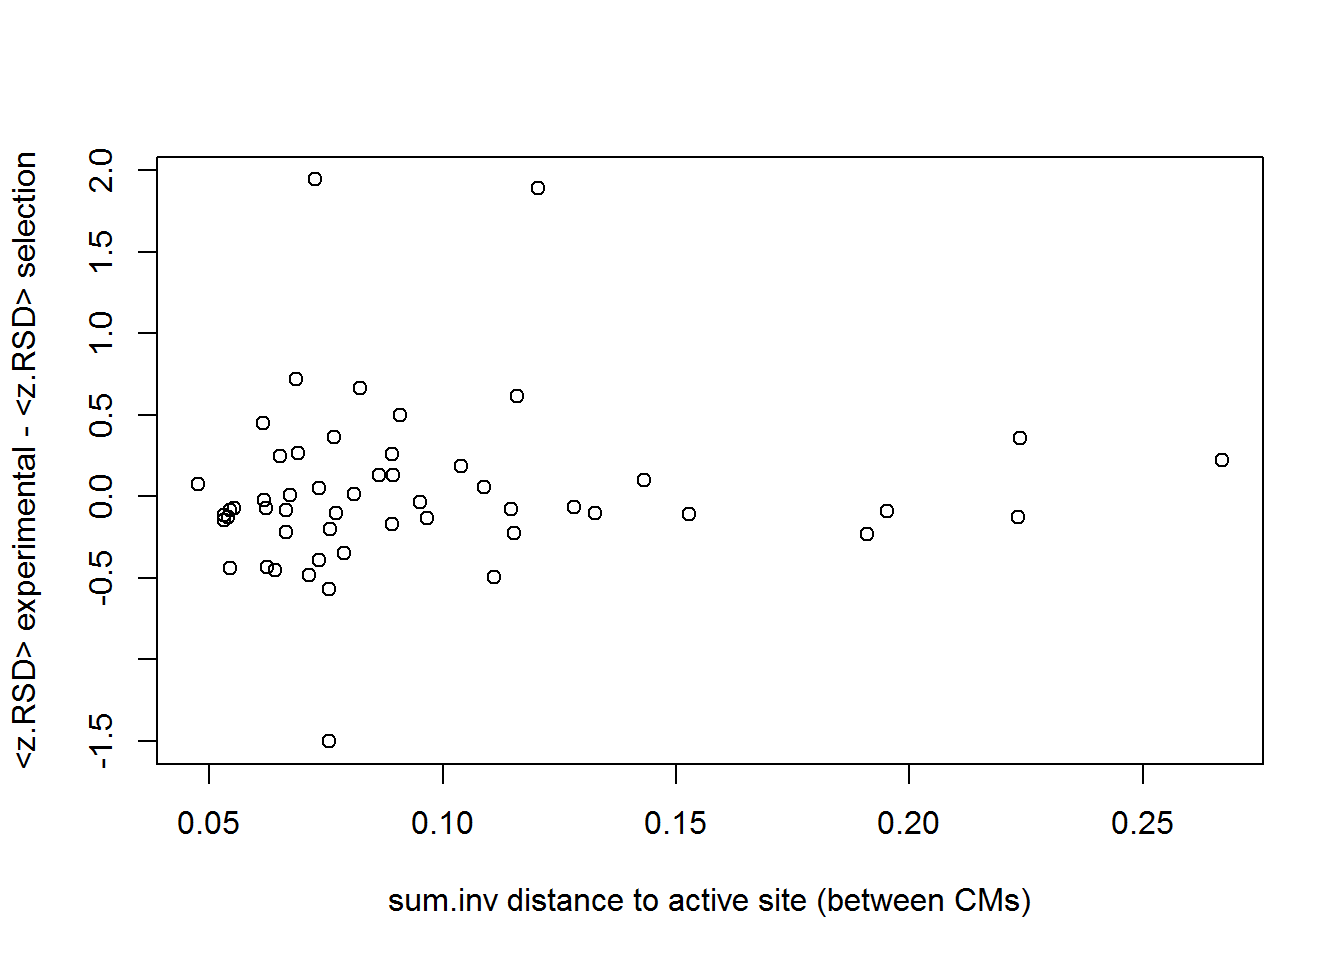 <z.RSD> experimental - <z.RSD> selection
2.0
1.5
1.0
0.5
0.0
-0.5
-1.5
0.05 0.10 0.15 0.20 0.25
sum.inv distance to active site (between CMs)